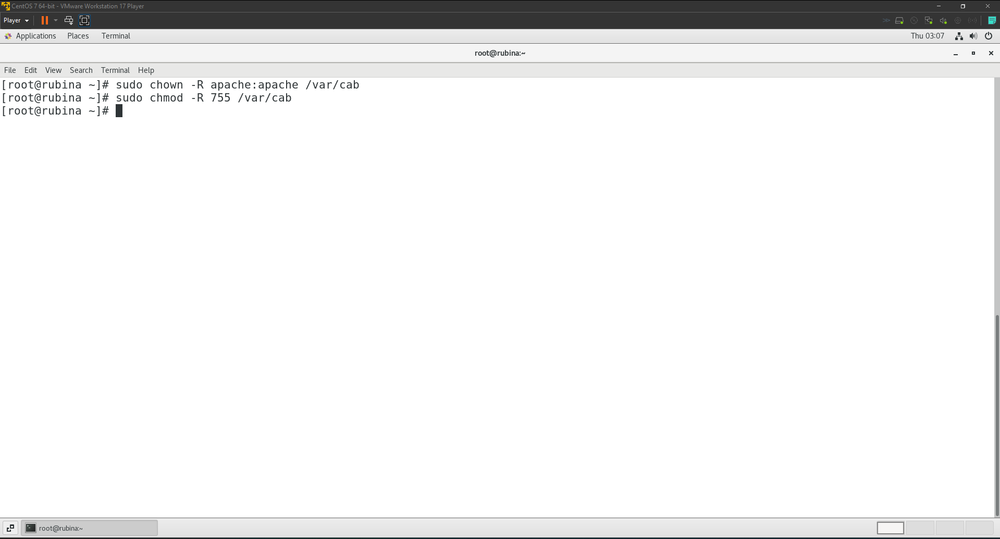 CentOS 7 64-bit - VMware Workstation 17 Player
Player
Applications Places Terminal Thu 03:07
root@rubina:~
File Edit View Search Terminal Help
[root@rubina ~]# sudo chown -R apache:apache /var/cab
[root@rubina ~]# sudo chmod -R 755 /var/cab
[root@rubina ~]#
root@rubina:~